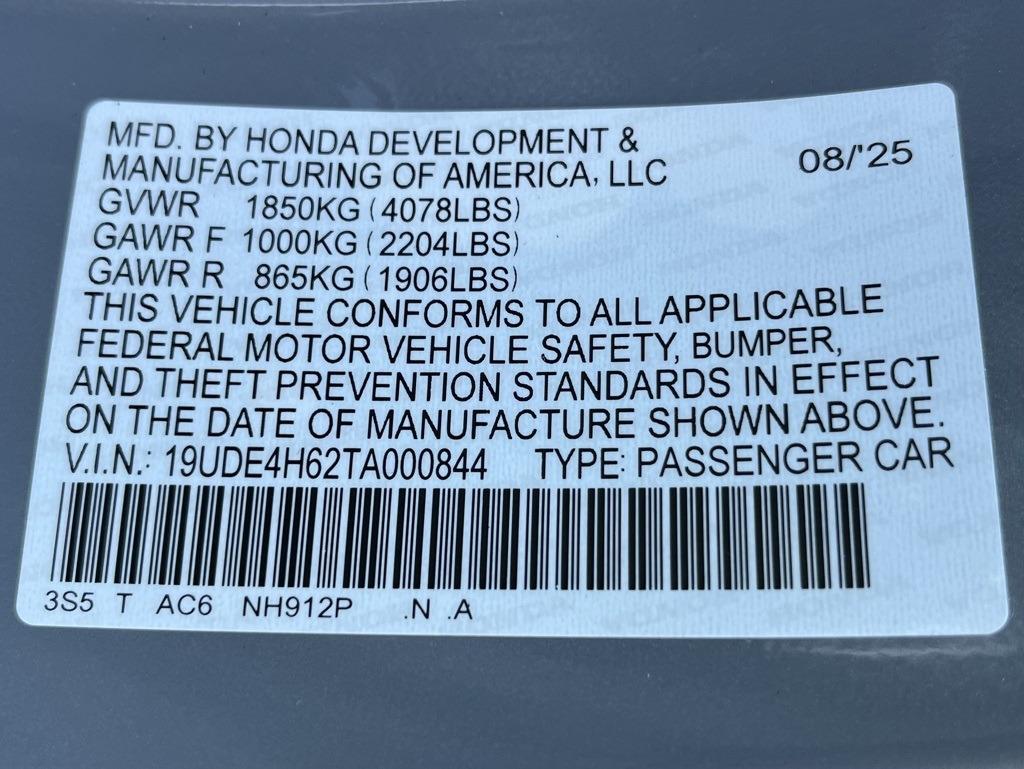 MFD. BY HONDA DEVELOPMENT &
MANUFACTURING OF AMERICA, LLC
08/'25
GVWR 1850KG (4078LBS)
GAWR F 1000KG (2204LBS)
GAWR R 865KG (1906LBS)
THIS VEHICLE CONFORMS TO ALL APPLICABLE
FEDERAL MOTOR VEHICLE SAFETY, BUMPER,
AND THEFT PREVENTION STANDARDS IN EFFECT
ON THE DATE OF MANUFACTURE SHOWN ABOVE.
V.I.N.: 19UDE4H62TA000844 TYPE: PASSENGER CAR
3S5 T AC6 NH912P .N .A